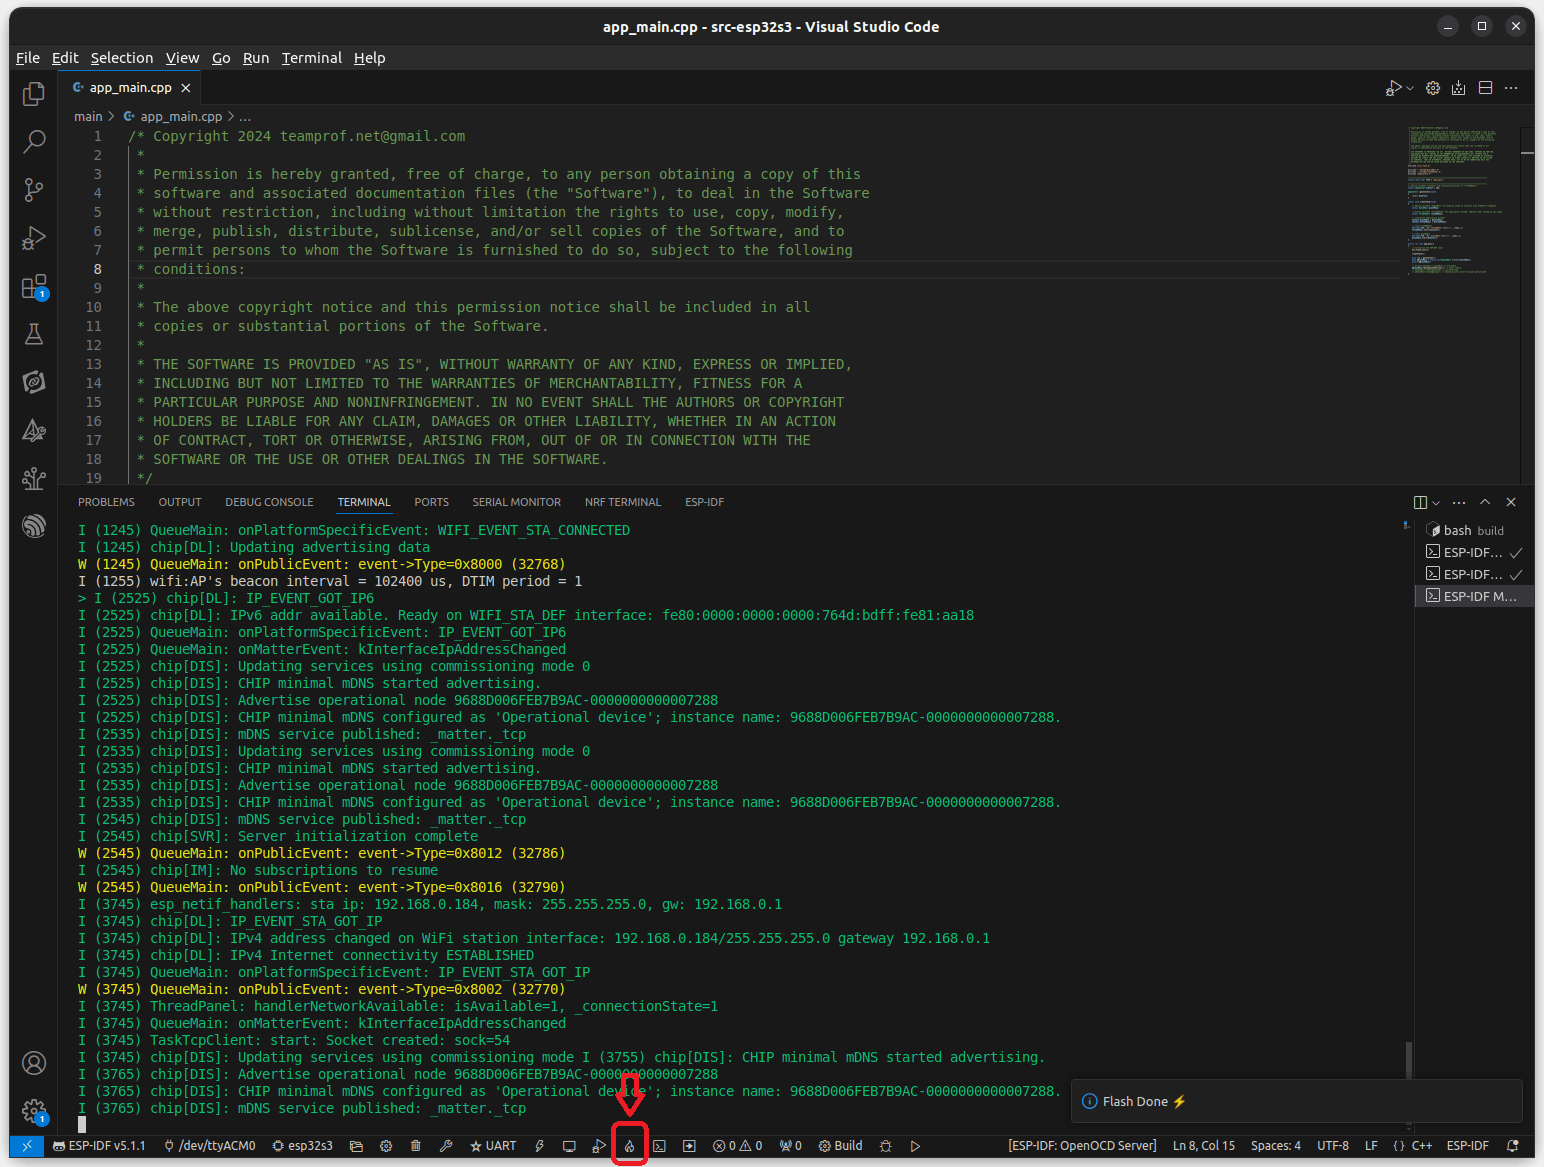 app_main.cpp - src-esp32s3 - Visual Studio Code
File Edit Selection View Go Run Terminal Help
app_main.cpp
main > app_main.cpp > ...
1 /* Copyright 2024 teamprof.net@gmail.com
2 *
3 * Permission is hereby granted, free of charge, to any person obtaining a copy of this
4 * software and associated documentation files (the "Software"), to deal in the Software
5 * without restriction, including without limitation the rights to use, copy, modify,
6 * merge, publish, distribute, sublicense, and/or sell copies of the Software, and to
7 * permit persons to whom the Software is furnished to do so, subject to the following
8 * conditions:
9 *
10 * The above copyright notice and this permission notice shall be included in all
11 * copies or substantial portions of the Software.
12 *
13 * THE SOFTWARE IS PROVIDED "AS IS", WITHOUT WARRANTY OF ANY KIND, EXPRESS OR IMPLIED,
14 * INCLUDING BUT NOT LIMITED TO THE WARRANTIES OF MERCHANTABILITY, FITNESS FOR A
15 * PARTICULAR PURPOSE AND NONINFRINGEMENT. IN NO EVENT SHALL THE AUTHORS OR COPYRIGHT
16 * HOLDERS BE LIABLE FOR ANY CLAIM, DAMAGES OR OTHER LIABILITY, WHETHER IN AN ACTION
17 * OF CONTRACT, TORT OR OTHERWISE, ARISING FROM, OUT OF OR IN CONNECTION WITH THE
18 * SOFTWARE OR THE USE OR OTHER DEALINGS IN THE SOFTWARE.
19 */
PROBLEMS OUTPUT DEBUG CONSOLE TERMINAL PORTS SERIAL MONITOR NRF TERMINAL ESP-IDF
I (1245) QueueMain: onPlatformSpecificEvent: WIFI_EVENT_STA_CONNECTED
I (1245) chip[DL]: Updating advertising data
W (1245) QueueMain: onPublicEvent: event->Type=0x8000 (32768)
I (1255) wifi:AP's beacon interval = 102400 us, DTIM period = 1
> I (2525) chip[DL]: IP_EVENT_GOT_IP6
I (2525) chip[DL]: IPv6 addr available. Ready on WIFI_STA_DEF interface: fe80:0000:0000:0000:764d:bdff:fe81:aa18
I (2525) QueueMain: onPlatformSpecificEvent: IP_EVENT_GOT_IP6
I (2525) QueueMain: onMatterEvent: kInterfaceIpAddressChanged
I (2525) chip[DIS]: Updating services using commissioning mode 0
I (2525) chip[DIS]: CHIP minimal mDNS started advertising.
I (2525) chip[DIS]: Advertise operational node 9688D006FEB7B9AC-0000000000007288
I (2525) chip[DIS]: CHIP minimal mDNS configured as 'Operational device'; instance name: 9688D006FEB7B9AC-0000000000007288.
I (2535) chip[DIS]: mDNS service published: _matter._tcp
I (2535) chip[DIS]: Updating services using commissioning mode 0
I (2535) chip[DIS]: CHIP minimal mDNS started advertising.
I (2535) chip[DIS]: Advertise operational node 9688D006FEB7B9AC-0000000000007288
I (2535) chip[DIS]: CHIP minimal mDNS configured as 'Operational device'; instance name: 9688D006FEB7B9AC-0000000000007288.
I (2535) chip[DIS]: mDNS service published: _matter._tcp
I (2545) chip[SVR]: Server initialization complete
W (2545) QueueMain: onPublicEvent: event->Type=0x8012 (32786)
I (2545) chip[IM]: No subscriptions to resume
W (2545) QueueMain: onPublicEvent: event->Type=0x8016 (32790)
I (3745) esp_netif_handlers: sta ip: 192.168.0.184, mask: 255.255.255.0, gw: 192.168.0.1
I (3745) chip[DL]: IP_EVENT_STA_GOT_IP
I (3745) chip[DL]: IPv4 address changed on WiFi station interface: 192.168.0.184/255.255.255.0 gateway 192.168.0.1
I (3745) chip[DL]: IPv4 Internet connectivity ESTABLISHED
I (3745) QueueMain: onPlatformSpecificEvent: IP_EVENT_STA_GOT_IP
W (3745) QueueMain: onPublicEvent: event->Type=0x8002 (32770)
I (3745) ThreadPanel: handlerNetworkAvailable: isAvailable=1, _connectionState=1
I (3745) QueueMain: onMatterEvent: kInterfaceIpAddressChanged
I (3745) TaskTcpClient: start: Socket created: sock=54
I (3745) chip[DIS]: Updating services using commissioning mode I (3755) chip[DIS]: CHIP minimal mDNS started advertising.
I (3765) chip[DIS]: Advertise operational node 9688D006FEB7B9AC-0000000000007288
I (3765) chip[DIS]: CHIP minimal mDNS configured as 'Operational device'; instance name: 9688D006FEB7B9AC-0000000000007288.
I (3765) chip[DIS]: mDNS service published: _matter._tcp
bash build
ESP-IDF...
ESP-IDF...
ESP-IDF M...
1
1
Flash Done ⚡
ESP-IDF v5.1.1 /dev/ttyACM0 esp32s3 UART 0 0 0 Build [ESP-IDF: OpenOCD Server] Ln 8, Col 15 Spaces: 4 UTF-8 LF {} C++ ESP-IDF